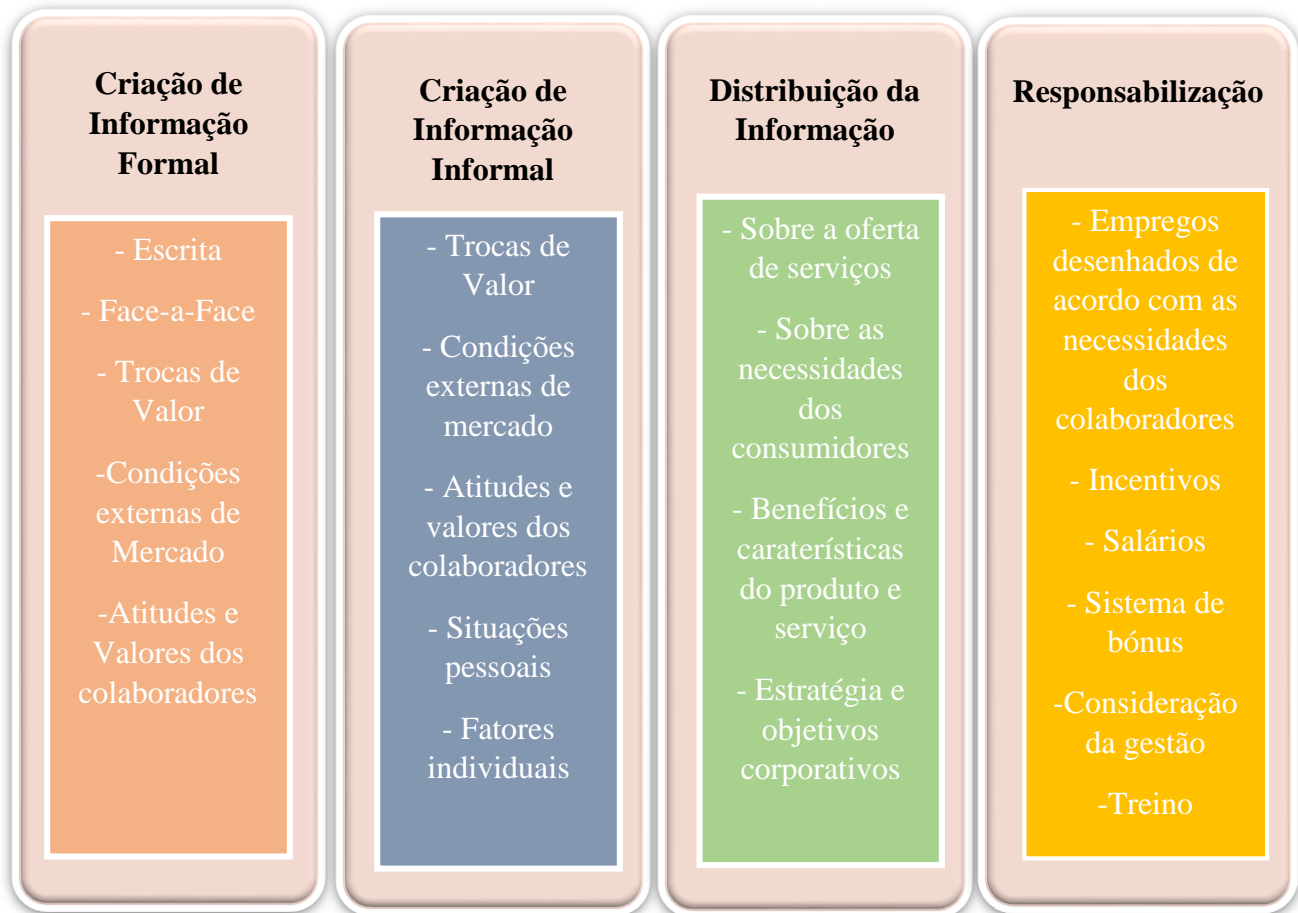 Criação de
Informação
Formal
- Escrita
- Face-a-Face
- Trocas de
Valor
-Condições
externas de
Mercado
-Atitudes e
Valores dos
colaboradores
Criação de
Informação
Informal
- Trocas de
Valor
- Condições
externas de
mercado
- Atitudes e
valores dos
colaboradores
- Situações
pessoais
- Fatores
individuais
Distribuição da
Informação
- Sobre a oferta
de serviços
- Sobre as
necessidades
dos
consumidores
- Benefícios e
caraterísticas
do produto e
serviço
- Estratégia e
objetivos
corporativos
Responsabilização
- Empregos
desenhados de
acordo com as
necessidades
dos
colaboradores
- Incentivos
- Salários
- Sistema de
bónus
-Consideração
da gestão
-Treino